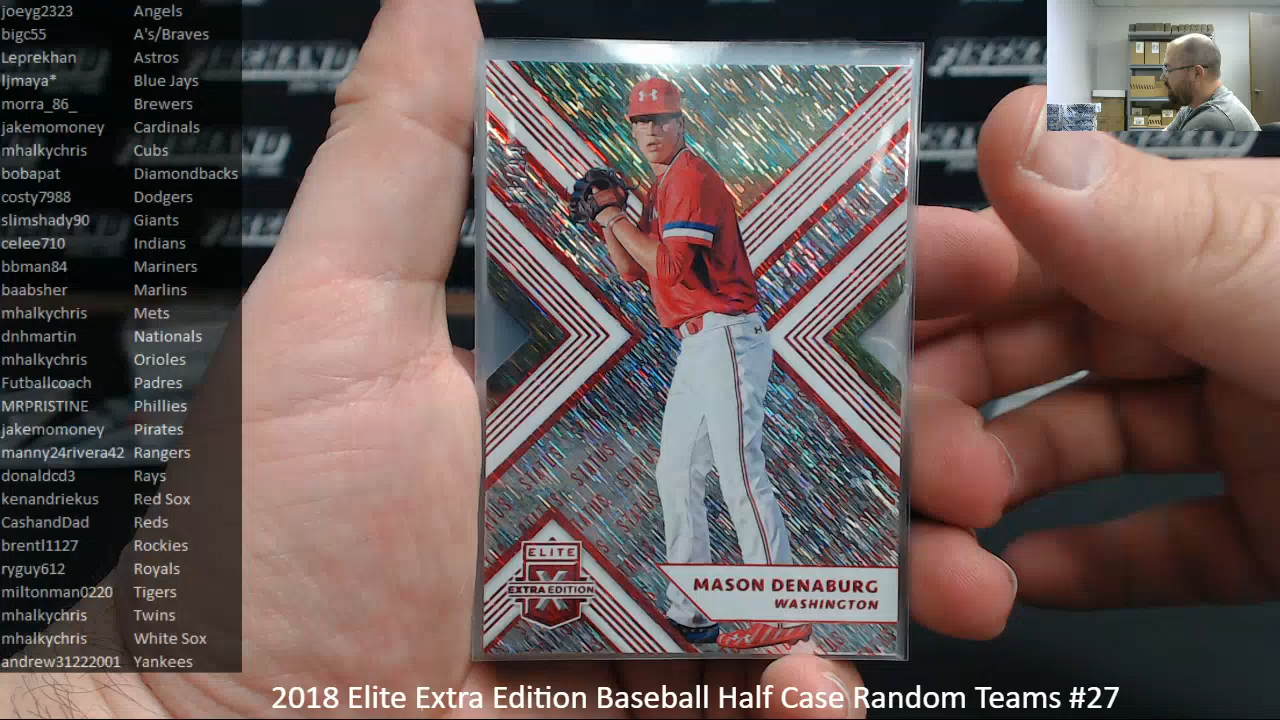 joeyg2323 Angels
bigc55 A's/Braves
Leprekhan Astros
ljmaya* Blue Jays
morra_86_ Brewers
jakemomoney Cardinals
mhalkychris Cubs
bobapat Diamondbacks
costy7988 Dodgers
slimshady90 Giants
celee710 Indians
bbman84 Mariners
baabsher Marlins
mhalkychris Mets
dnhmartin Nationals
mhalkychris Orioles
Futballcoach Padres
MRPRISTINE Phillies
jakemomoney Pirates
manny24rivera42 Rangers
donaldcd3 Rays
kenandriekus Red Sox
CashandDad Reds
brentl1127 Rockies
ryguy612 Royals
miltonman0220 Tigers
mhalkychris Twins
mhalkychris White Sox
andrew31222001 Yankees
ELITE
X
EXTRA EDITION
MASON DENABURG
WASHINGTON
2018 Elite Extra Edition Baseball Half Case Random Teams #27